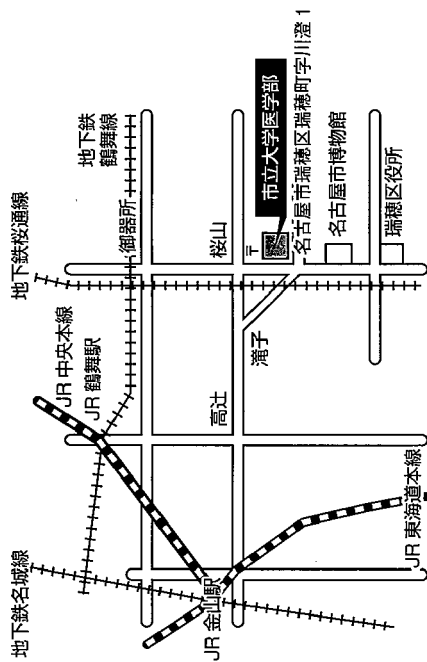 地下鉄桜通線
地下鉄
鶴舞線
御器所
JR 中央本線
JR 鶴舞駅
桜山
〒
市立大学医学部
名古屋市瑞穂区瑞穂町字川澄 1
名古屋市博物館
瑞穂区役所
滝子
高辻
地下鉄名城線
JR 金山駅
JR 東海道本線